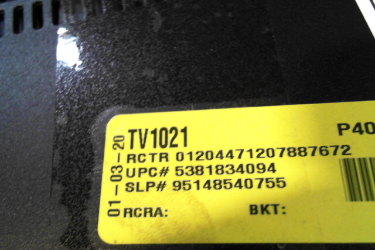 TV1021 P40
RCTR 01204471207887672
UPC# 5381834094
SLP# 95148540755
RCRA: BKT:
01-03-20